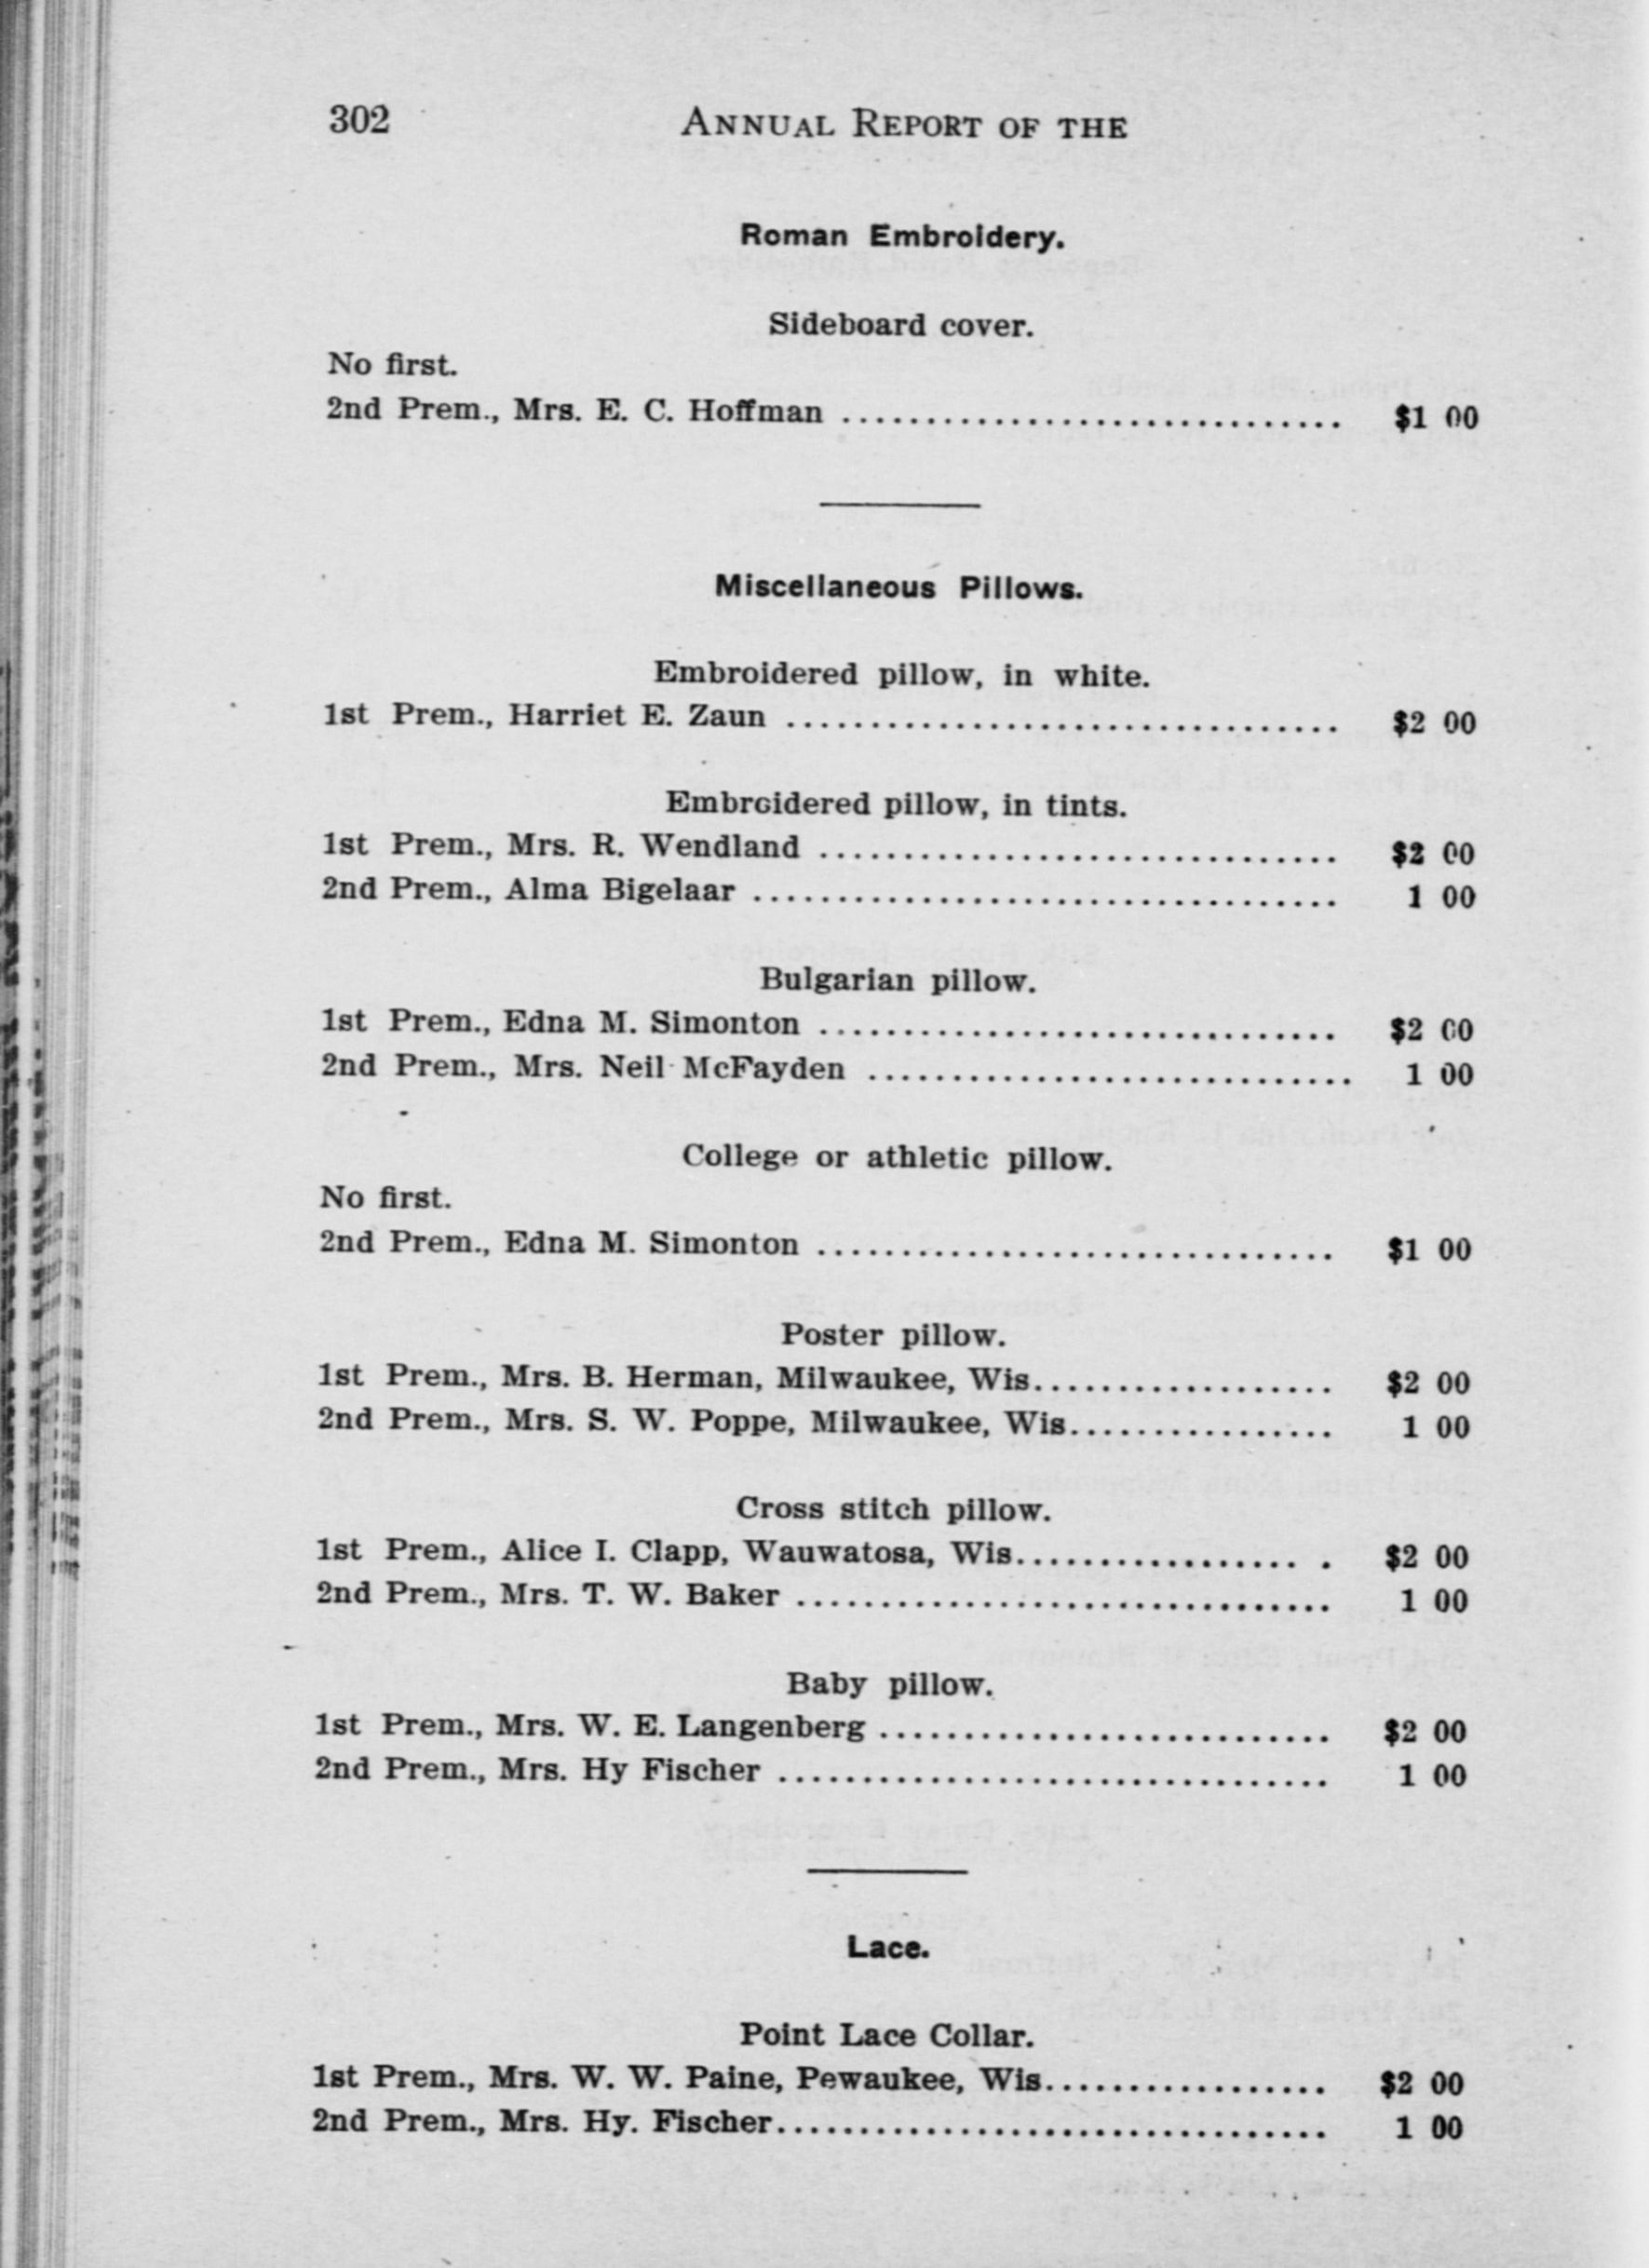 302 ANNUAL REPORT OF THE
Roman Embroidery.
Sideboard cover.
No first.
2nd Prem., Mrs. E. C. Hoffman .............................. $1 00
Miscellaneous Pillows.
Embroidered pillow, in white.
1st Prem., Harriet E. Zaun ................................. $2 00
Embroidered pillow, in tints.
1st Prem., Mrs. R. Wendland ............................... $2 00
2nd Prem., Alma Bigelaar ................................... 1 00
Bulgarian pillow.
1st Prem., Edna M. Simonton ............................... $2 00
2nd Prem., Mrs. Neil McFayden ............................. 1 00
College or athletic pillow.
No first.
2nd Prem., Edna M. Simonton ............................... $1 00
Poster pillow.
1st Prem., Mrs. B. Herman, Milwaukee, Wis.................. $2 00
2nd Prem., Mrs. S. W. Poppe, Milwaukee, Wis................ 1 00
Cross stitch pillow.
1st Prem., Alice I. Clapp, Wauwatosa, Wis................. . $2 00
2nd Prem., Mrs. T. W. Baker ................................ 1 00
Baby pillow.
1st Prem., Mrs. W. E. Langenberg ........................... $2 00
2nd Prem., Mrs. Hy Fischer ................................. 1 00
Lace.
Point Lace Collar.
1st Prem., Mrs. W. W. Paine, Pewaukee, Wis................. $2 00
2nd Prem., Mrs. Hy. Fischer................................. 1 00